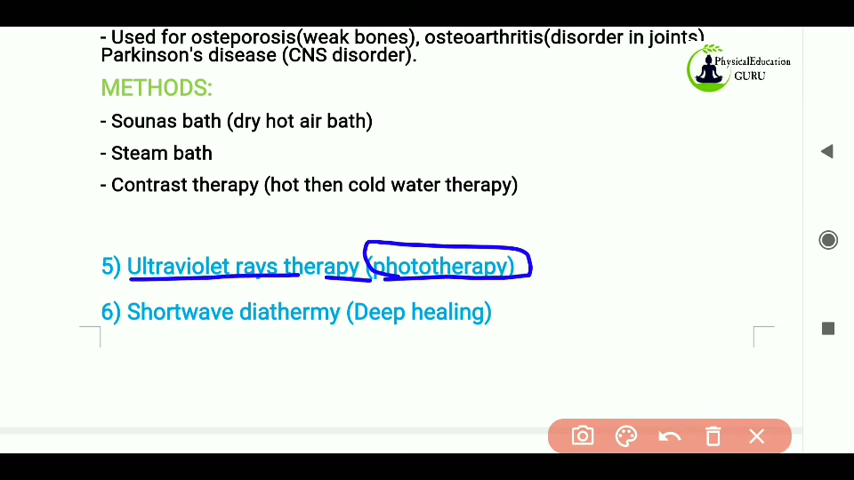 - Used for osteporosis(weak bones), osteoarthritis(disorder in joints)
Parkinson's disease (CNS disorder).
PhysicalEducation
GURU
METHODS:
- Sounas bath (dry hot air bath)
- Steam bath
- Contrast therapy (hot then cold water therapy)
5) Ultraviolet rays therapy (phototherapy)
6) Shortwave diathermy (Deep healing)